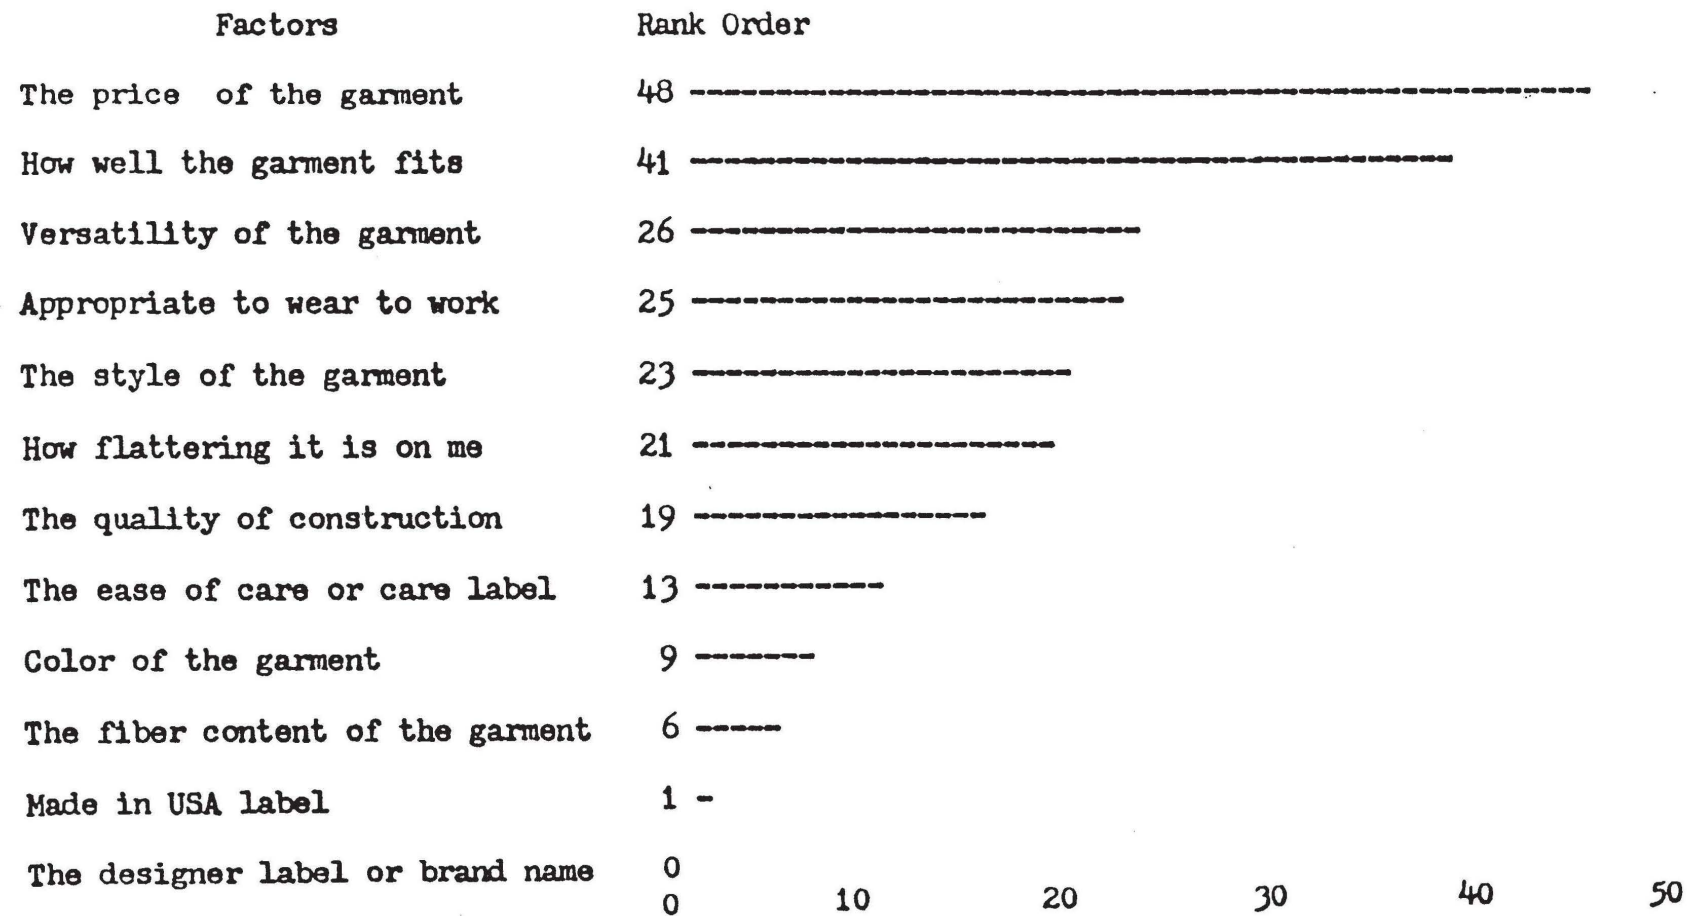 Factors Rank Order
The price of the garment 48
How well the garment fits 41
Versatility of the garment 26
Appropriate to wear to work 25
The style of the garment 23
How flattering it is on me 21
The quality of construction 19
The ease of care or care label 13
Color of the garment 9
The fiber content of the garment 6
Made in USA label 1
The designer label or brand name 0
0 10 20 30 40 50